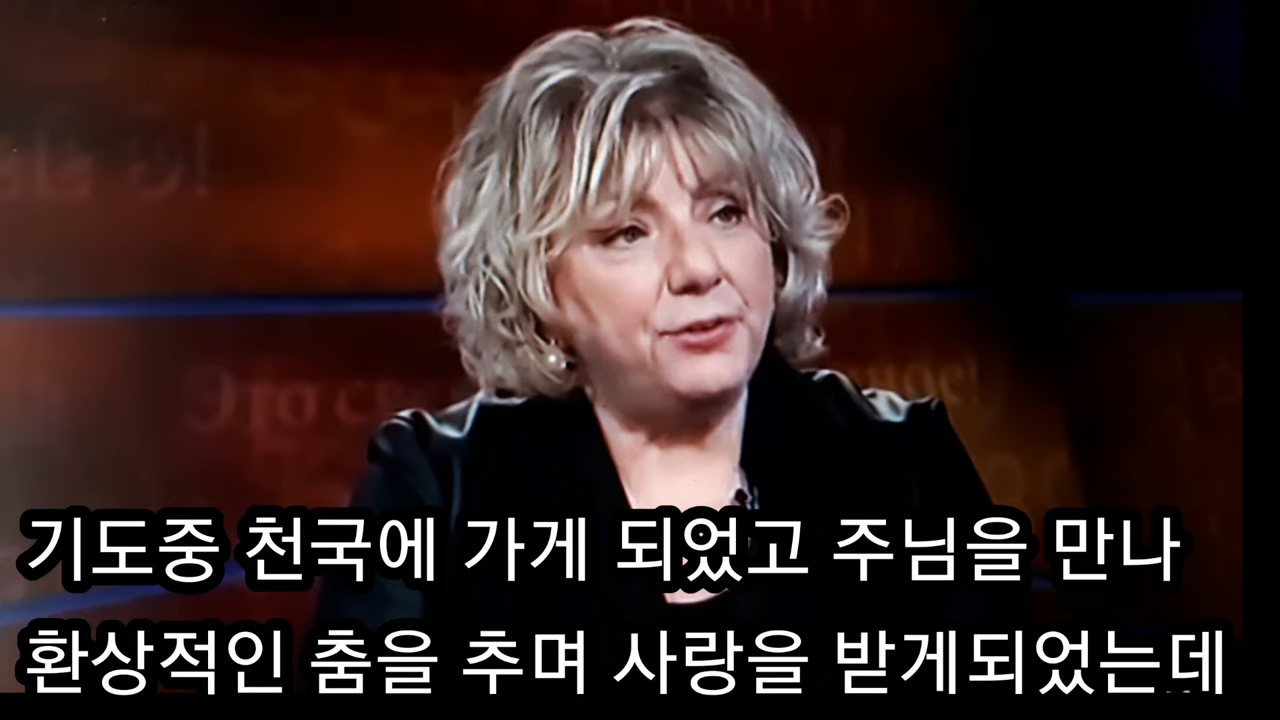 Это
기도중 천국에 가게 되었고 주님을 만나
환상적인 춤을 추며 사랑을 받게되었는데